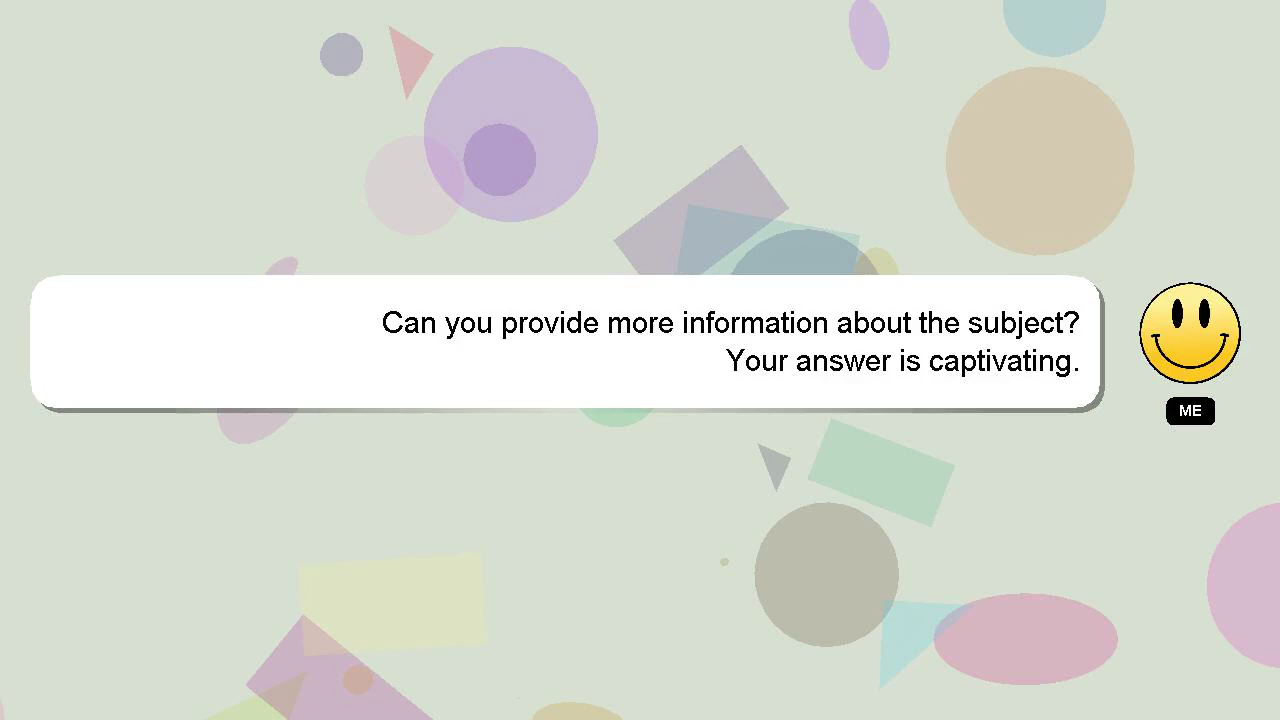 Can you provide more information about the subject?
Your answer is captivating.
ME